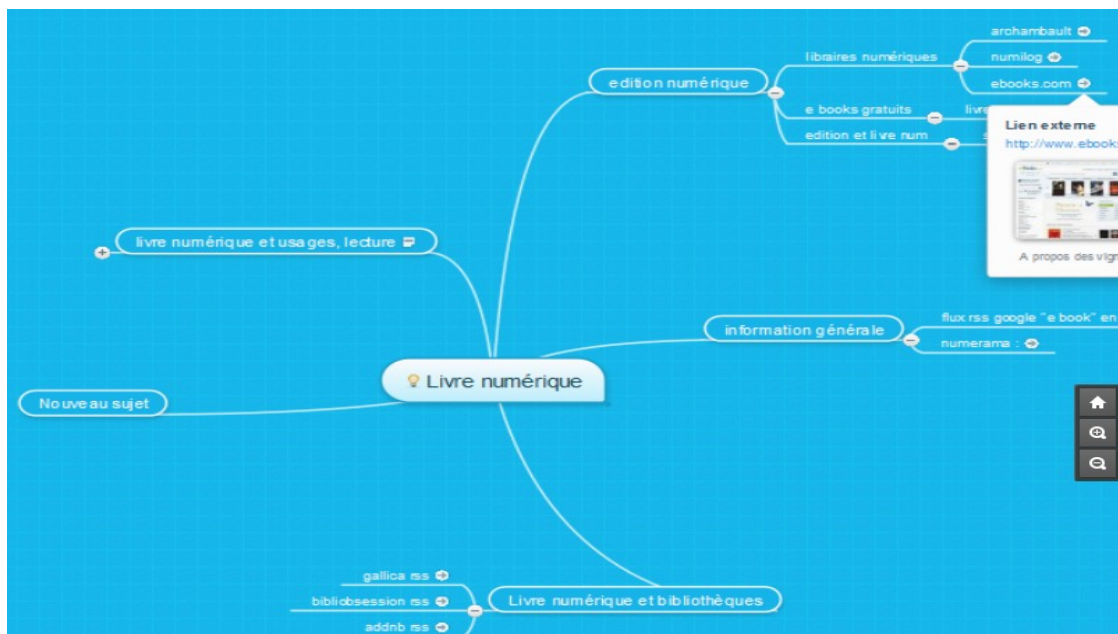 archambault
libraires numériques
numilog
edition numérique
ebooks.com
e books gratuits
livre
edition et livre num
s
Lien externe
http://www.ebook
A propos des vign
livre numérique et usages, lecture
information générale
flux rss google "e book" en
numerama :
Livre numérique
Nouveau sujet
gallica rss
Livre numérique et bibliothèques
bibliobsession rss
addnb rss